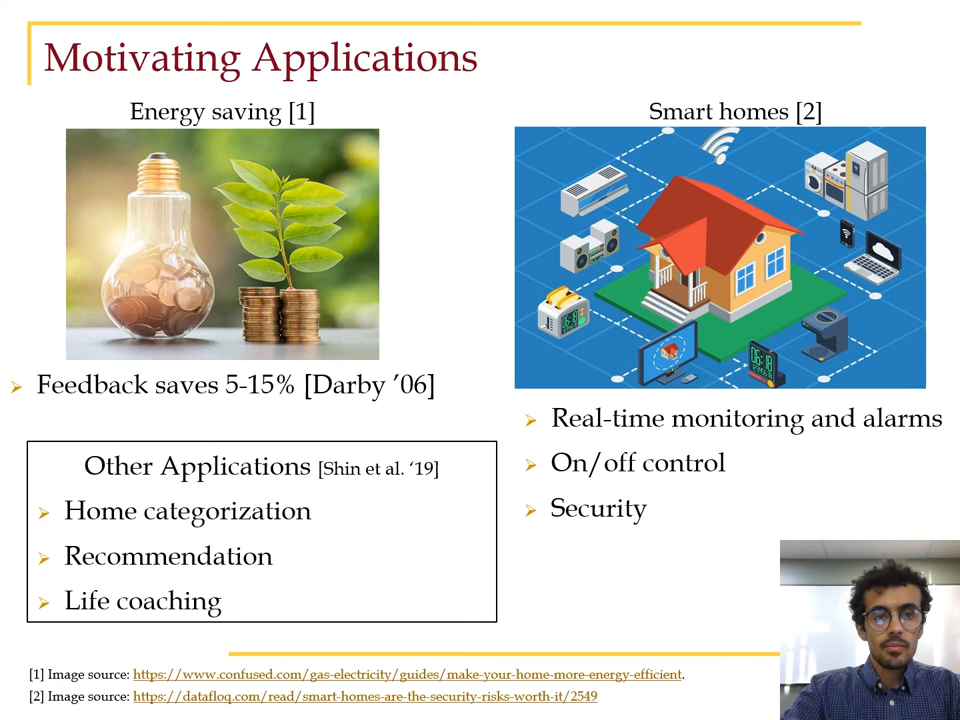 Motivating Applications
Energy saving [1]
Smart homes [2]
➢ Feedback saves 5-15% [Darby ’06]
➢ Real-time monitoring and alarms
➢ On/off control
➢ Security
Other Applications [Shin et al. ‘19]
➢ Home categorization
➢ Recommendation
➢ Life coaching
[1] Image source: https://www.confused.com/gas-electricity/guides/make-your-home-more-energy-efficient.
[2] Image source: https://datafloq.com/read/smart-homes-are-the-security-risks-worth-it/2549